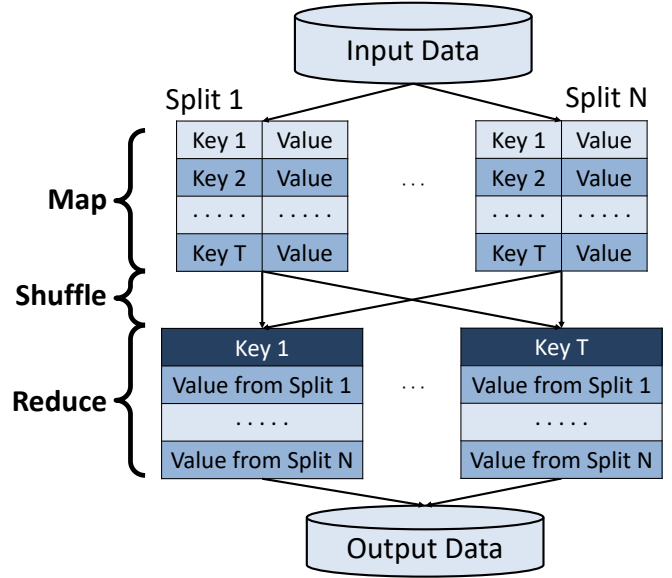 Input Data
Split 1
Split N
Key 1 Value
Key 2 Value
. . . . . . . . . .
Key T Value
. . .
Key 1 Value
Key 2 Value
. . . . . . . . . .
Key T Value
Map
Shuffle
Reduce
Key 1
Value from Split 1
. . . . .
Value from Split N
. . .
Key T
Value from Split 1
. . . . .
Value from Split N
Output Data